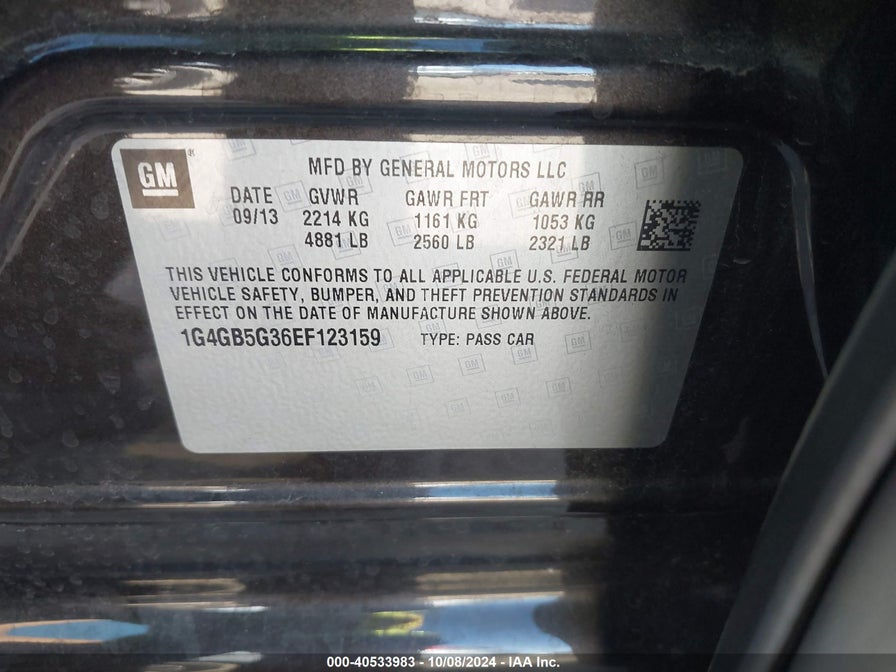 GM
MFD BY GENERAL MOTORS LLC
DATE GVWR GAWR FRT GAWR RR
09/13 2214 KG 1161 KG 1053 KG
4881 LB 2560 LB 2321 LB
THIS VEHICLE CONFORMS TO ALL APPLICABLE U.S. FEDERAL MOTOR
VEHICLE SAFETY, BUMPER, AND THEFT PREVENTION STANDARDS IN
EFFECT ON THE DATE OF MANUFACTURE SHOWN ABOVE.
1G4GB5G36EF123159 TYPE: PASS CAR
000-40533983 - 10/08/2024 - IAA Inc.